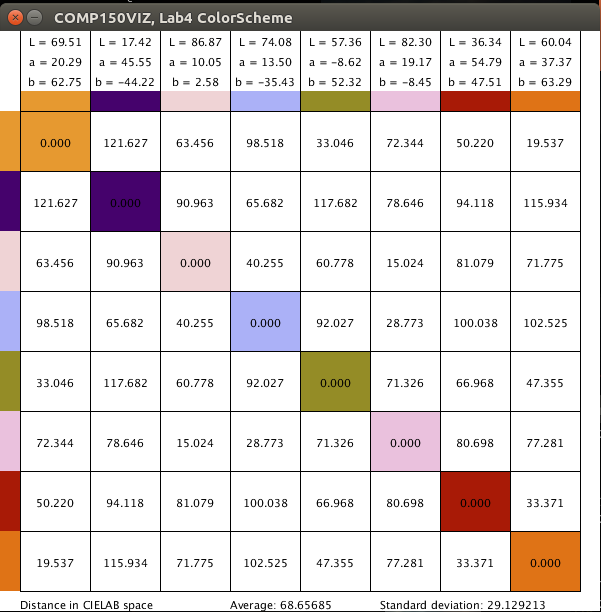 COMP150VIZ, Lab4 ColorScheme
L = 69.51 L = 17.42 L = 86.87 L = 74.08 L = 57.36 L = 82.30 L = 36.34 L = 60.04
a = 20.29 a = 45.55 a = 10.05 a = 13.50 a = −8.62 a = 19.17 a = 54.79 a = 37.37
b = 62.75 b = −44.22 b = 2.58 b = −35.43 b = 52.32 b = −8.45 b = 47.51 b = 63.29
0.000 121.627 63.456 98.518 33.046 72.344 50.220 19.537
121.627 0.000 90.963 65.682 117.682 78.646 94.118 115.934
63.456 90.963 0.000 40.255 60.778 15.024 81.079 71.775
98.518 65.682 40.255 0.000 92.027 28.773 100.038 102.525
33.046 117.682 60.778 92.027 0.000 71.326 66.968 47.355
72.344 78.646 15.024 28.773 71.326 0.000 80.698 77.281
50.220 94.118 81.079 100.038 66.968 80.698 0.000 33.371
19.537 115.934 71.775 102.525 47.355 77.281 33.371 0.000
Distance in CIELAB space Average: 68.65685 Standard deviation: 29.129213